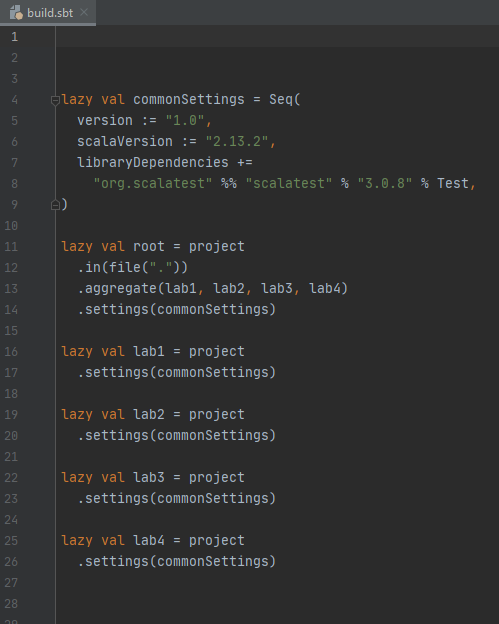 build.sbt
1
2
3
4 lazy val commonSettings = Seq(
5 version := "1.0",
6 scalaVersion := "2.13.2",
7 libraryDependencies +=
8 "org.scalatest" %% "scalatest" % "3.0.8" % Test,
9 )
10
11 lazy val root = project
12 .in(file("."))
13 .aggregate(lab1, lab2, lab3, lab4)
14 .settings(commonSettings)
15
16 lazy val lab1 = project
17 .settings(commonSettings)
18
19 lazy val lab2 = project
20 .settings(commonSettings)
21
22 lazy val lab3 = project
23 .settings(commonSettings)
24
25 lazy val lab4 = project
26 .settings(commonSettings)
27
28